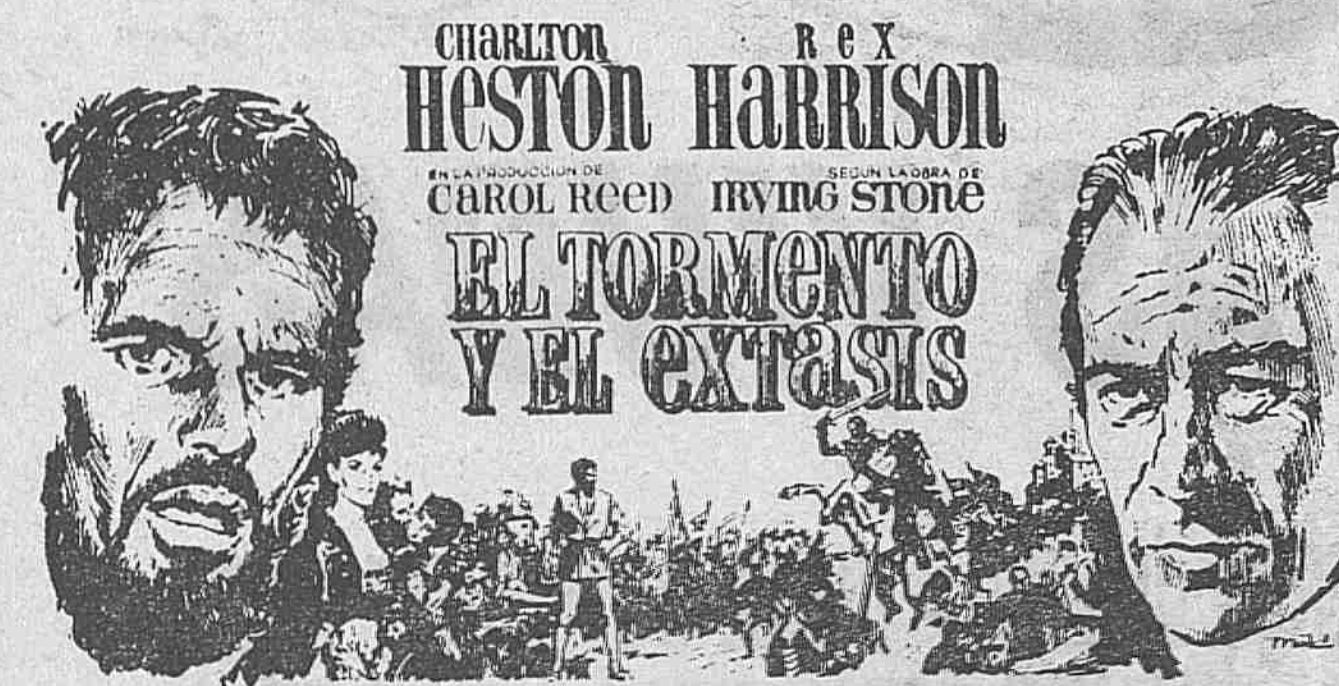 CHARLTON
HESTON
REX
HARRISON
EN LA PRODUCCION DE
CAROL REED
SEGUN LA OBRA DE
IRVING STONE
EL TORMENTO
Y EL EXTASIS